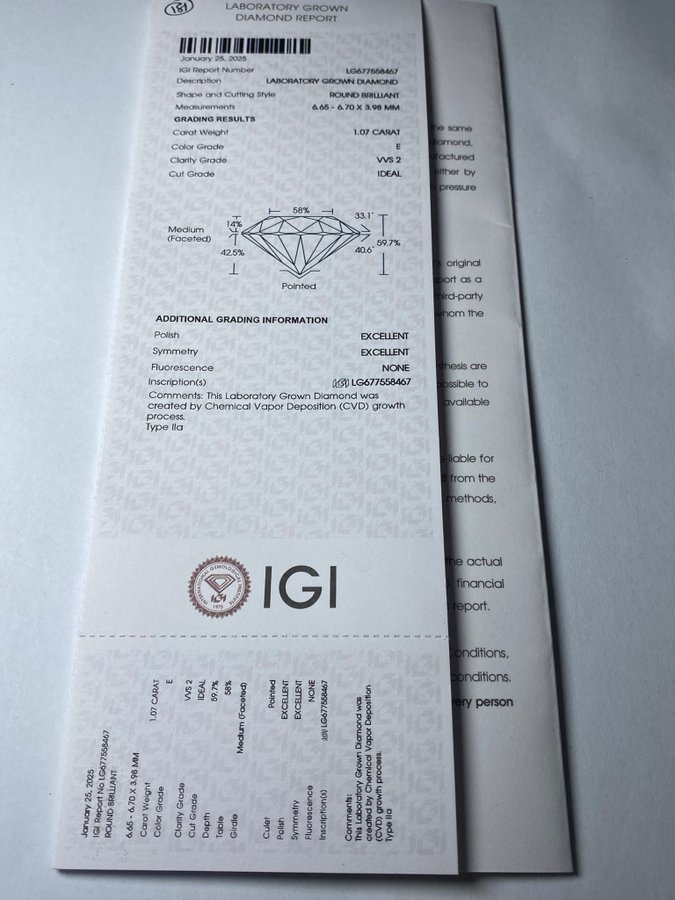 181
LABORATORY GROWN
DIAMOND REPORT
January 25, 2025
IGI Report Number LG677558467
Description LABORATORY GROWN DIAMOND
Shape and Cutting Style ROUND BRILLIANT
Measurements 6.65 - 6.70 X 3.98 MM
GRADING RESULTS
Carat Weight 1.07 CARAT
Color Grade E
Clarity Grade VVS 2
Cut Grade IDEAL
58%
33.1°
14%
Medium
(Faceted)
59.7%
42.5%
40.6°
Pointed
ADDITIONAL GRADING INFORMATION
Polish EXCELLENT
Symmetry EXCELLENT
Fluorescence NONE
Inscription(s) IGI LG677558467
Comments: This Laboratory Grown Diamond was
created by Chemical Vapor Deposition (CVD) growth
process.
Type IIa
INTERNATIONAL GEMOLOGICAL INSTITUTE
IGI
1975
IGI
January 25, 2025
IGI Report No LG677558467
ROUND BRILLIANT
6.65 - 6.70 X 3.98 MM
Carat Weight 1.07 CARAT
Color Grade E
Clarity Grade VVS 2
Cut Grade IDEAL
Depth 59.7%
Table 58%
Girdle Medium (Faceted)
Culet Pointed
Polish EXCELLENT
Symmetry EXCELLENT
Fluorescence NONE
Inscription(s) IGI LG677558467
Comments:
This Laboratory Grown Diamond was
created by Chemical Vapor Deposition
(CVD) growth process.
Type IIa
the same
diamond,
either by
pressure
original
port as a
third-party
whom the
are
to
available
for
from the
methods,
the actual
financial
report.
Conditions,
conditions.
person